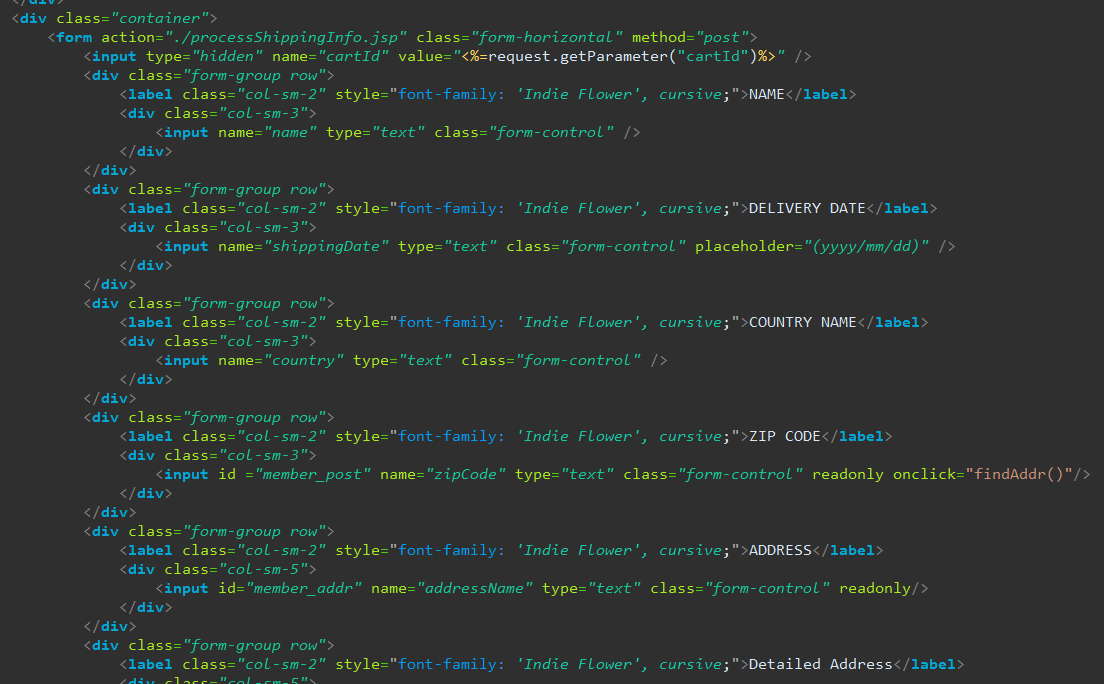 </div>
<div class="container">
<form action="./processShippingInfo.jsp" class="form-horizontal" method="post">
<input type="hidden" name="cartId" value="<%=request.getParameter("cartId")%>" />
<div class="form-group row">
<label class="col-sm-2" style="font-family: 'Indie Flower', cursive;">NAME</label>
<div class="col-sm-3">
<input name="name" type="text" class="form-control" />
</div>
</div>
<div class="form-group row">
<label class="col-sm-2" style="font-family: 'Indie Flower', cursive;">DELIVERY DATE</label>
<div class="col-sm-3">
<input name="shippingDate" type="text" class="form-control" placeholder="(yyyy/mm/dd)" />
</div>
</div>
<div class="form-group row">
<label class="col-sm-2" style="font-family: 'Indie Flower', cursive;">COUNTRY NAME</label>
<div class="col-sm-3">
<input name="country" type="text" class="form-control" />
</div>
</div>
<div class="form-group row">
<label class="col-sm-2" style="font-family: 'Indie Flower', cursive;">ZIP CODE</label>
<div class="col-sm-3">
<input id ="member_post" name="zipCode" type="text" class="form-control" readonly onclick="findAddr()"/>
</div>
</div>
<div class="form-group row">
<label class="col-sm-2" style="font-family: 'Indie Flower', cursive;">ADDRESS</label>
<div class="col-sm-5">
<input id="member_addr" name="addressName" type="text" class="form-control" readonly/>
</div>
</div>
<div class="form-group row">
<label class="col-sm-2" style="font-family: 'Indie Flower', cursive;">Detailed Address</label>
<div class="col-sm-5">